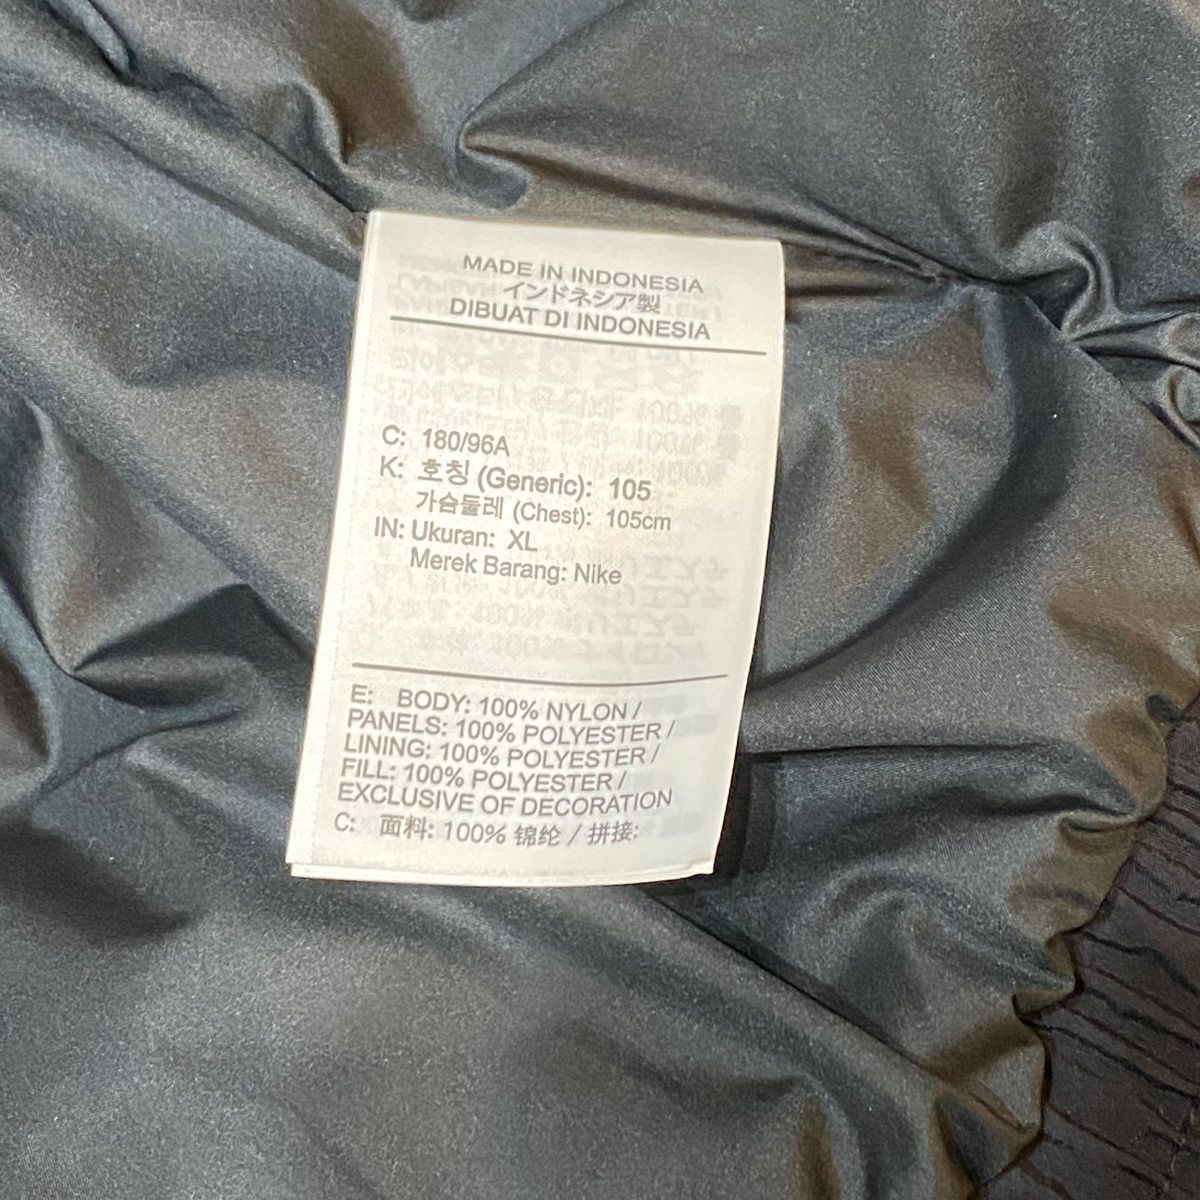 MADE IN INDONESIA
インドネシア製
DIBUAT DI INDONESIA
C: 180/96A
K: 호칭 (Generic): 105
가슴둘레 (Chest): 105cm
IN: Ukuran: XL
Merek Barang: Nike
E: BODY: 100% NYLON /
PANELS: 100% POLYESTER /
LINING: 100% POLYESTER /
FILL: 100% POLYESTER /
EXCLUSIVE OF DECORATION
C: 面料: 100% 锦纶 / 拼接: